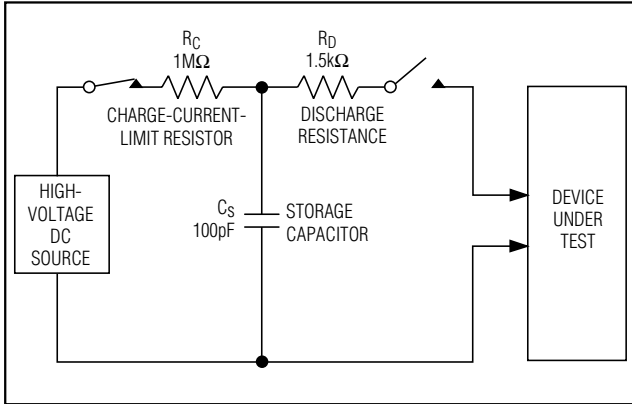 R_C
1MΩ
CHARGE-CURRENT-
LIMIT RESISTOR
R_D
1.5kΩ
DISCHARGE
RESISTANCE
HIGH-
VOLTAGE
DC
SOURCE
C_S
100pF
STORAGE
CAPACITOR
DEVICE
UNDER
TEST